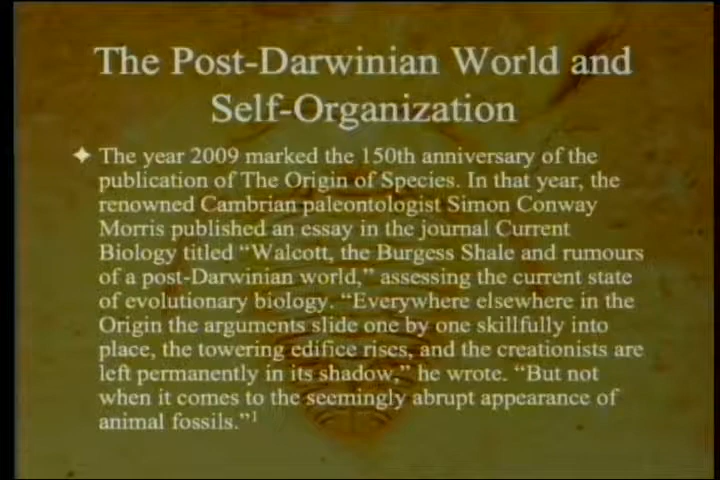 The Post-Darwinian World and
Self-Organization
The year 2009 marked the 150th anniversary of the
publication of The Origin of Species. In that year, the
renowned Cambrian paleontologist Simon Conway
Morris published an essay in the journal Current
Biology titled “Walcott, the Burgess Shale and rumours
of a post-Darwinian world,” assessing the current state
of evolutionary biology. “Everywhere elsewhere in the
Origin the arguments slide one by one skillfully into
place, the towering edifice rises, and the creationists are
left permanently in its shadow,” he wrote. “But not
when it comes to the seemingly abrupt appearance of
animal fossils.”1